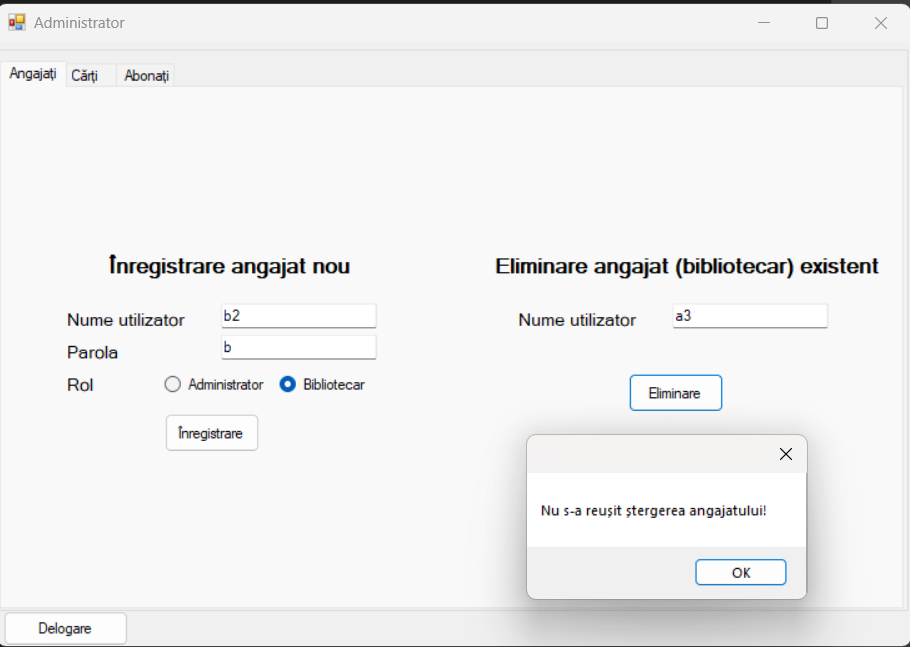 Administrator
Angajați
Cărți
Abonați
Înregistrare angajat nou
Nume utilizator
b2
Parola
b
Rol
Administrator
Bibliotecar
Înregistrare
Eliminare angajat (bibliotecar) existent
Nume utilizator
a3
Eliminare
Nu s-a reușit ștergerea angajatului!
OK
Delogare